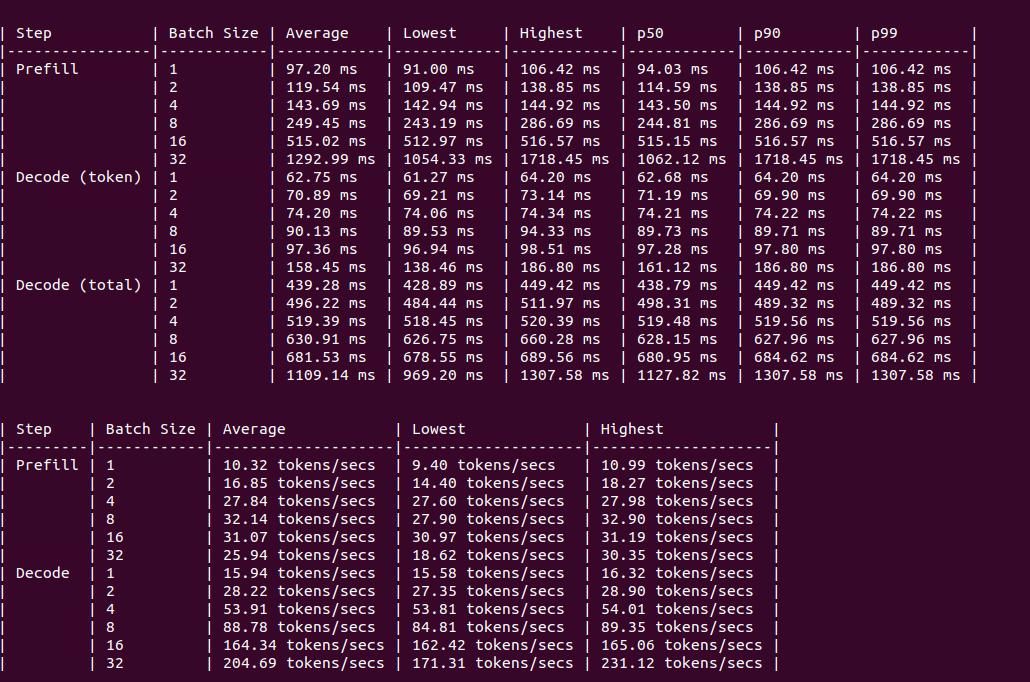 | Step | Batch Size | Average | Lowest | Highest | p50 | p90 | p99 |
|----------------|------------|------------|------------|------------|------------|------------|------------|
| Prefill | 1 | 97.20 ms | 91.00 ms | 106.42 ms | 94.03 ms | 106.42 ms | 106.42 ms |
| | 2 | 119.54 ms | 109.47 ms | 138.85 ms | 114.59 ms | 138.85 ms | 138.85 ms |
| | 4 | 143.69 ms | 142.94 ms | 144.92 ms | 143.50 ms | 144.92 ms | 144.92 ms |
| | 8 | 249.45 ms | 243.19 ms | 286.69 ms | 244.81 ms | 286.69 ms | 286.69 ms |
| | 16 | 515.02 ms | 512.97 ms | 516.57 ms | 515.15 ms | 516.57 ms | 516.57 ms |
| | 32 | 1292.99 ms | 1054.33 ms | 1718.45 ms | 1062.12 ms | 1718.45 ms | 1718.45 ms |
| Decode (token) | 1 | 62.75 ms | 61.27 ms | 64.20 ms | 62.68 ms | 64.20 ms | 64.20 ms |
| | 2 | 70.89 ms | 69.21 ms | 73.14 ms | 71.19 ms | 69.90 ms | 69.90 ms |
| | 4 | 74.20 ms | 74.06 ms | 74.34 ms | 74.21 ms | 74.22 ms | 74.22 ms |
| | 8 | 90.13 ms | 89.53 ms | 94.33 ms | 89.73 ms | 89.71 ms | 89.71 ms |
| | 16 | 97.36 ms | 96.94 ms | 98.51 ms | 97.28 ms | 97.80 ms | 97.80 ms |
| | 32 | 158.45 ms | 138.46 ms | 186.80 ms | 161.12 ms | 186.80 ms | 186.80 ms |
| Decode (total) | 1 | 439.28 ms | 428.89 ms | 449.42 ms | 438.79 ms | 449.42 ms | 449.42 ms |
| | 2 | 496.22 ms | 484.44 ms | 511.97 ms | 498.31 ms | 489.32 ms | 489.32 ms |
| | 4 | 519.39 ms | 518.45 ms | 520.39 ms | 519.48 ms | 519.56 ms | 519.56 ms |
| | 8 | 630.91 ms | 626.75 ms | 660.28 ms | 628.15 ms | 627.96 ms | 627.96 ms |
| | 16 | 681.53 ms | 678.55 ms | 689.56 ms | 680.95 ms | 684.62 ms | 684.62 ms |
| | 32 | 1109.14 ms | 969.20 ms | 1307.58 ms | 1127.82 ms | 1307.58 ms | 1307.58 ms |
| Step | Batch Size | Average | Lowest | Highest |
|---------|------------|--------------------|--------------------|--------------------|
| Prefill | 1 | 10.32 tokens/secs | 9.40 tokens/secs | 10.99 tokens/secs |
| | 2 | 16.85 tokens/secs | 14.40 tokens/secs | 18.27 tokens/secs |
| | 4 | 27.84 tokens/secs | 27.60 tokens/secs | 27.98 tokens/secs |
| | 8 | 32.14 tokens/secs | 27.90 tokens/secs | 32.90 tokens/secs |
| | 16 | 31.07 tokens/secs | 30.97 tokens/secs | 31.19 tokens/secs |
| | 32 | 25.94 tokens/secs | 18.62 tokens/secs | 30.35 tokens/secs |
| Decode | 1 | 15.94 tokens/secs | 15.58 tokens/secs | 16.32 tokens/secs |
| | 2 | 28.22 tokens/secs | 27.35 tokens/secs | 28.90 tokens/secs |
| | 4 | 53.91 tokens/secs | 53.81 tokens/secs | 54.01 tokens/secs |
| | 8 | 88.78 tokens/secs | 84.81 tokens/secs | 89.35 tokens/secs |
| | 16 | 164.34 tokens/secs | 162.42 tokens/secs | 165.06 tokens/secs |
| | 32 | 204.69 tokens/secs | 171.31 tokens/secs | 231.12 tokens/secs |